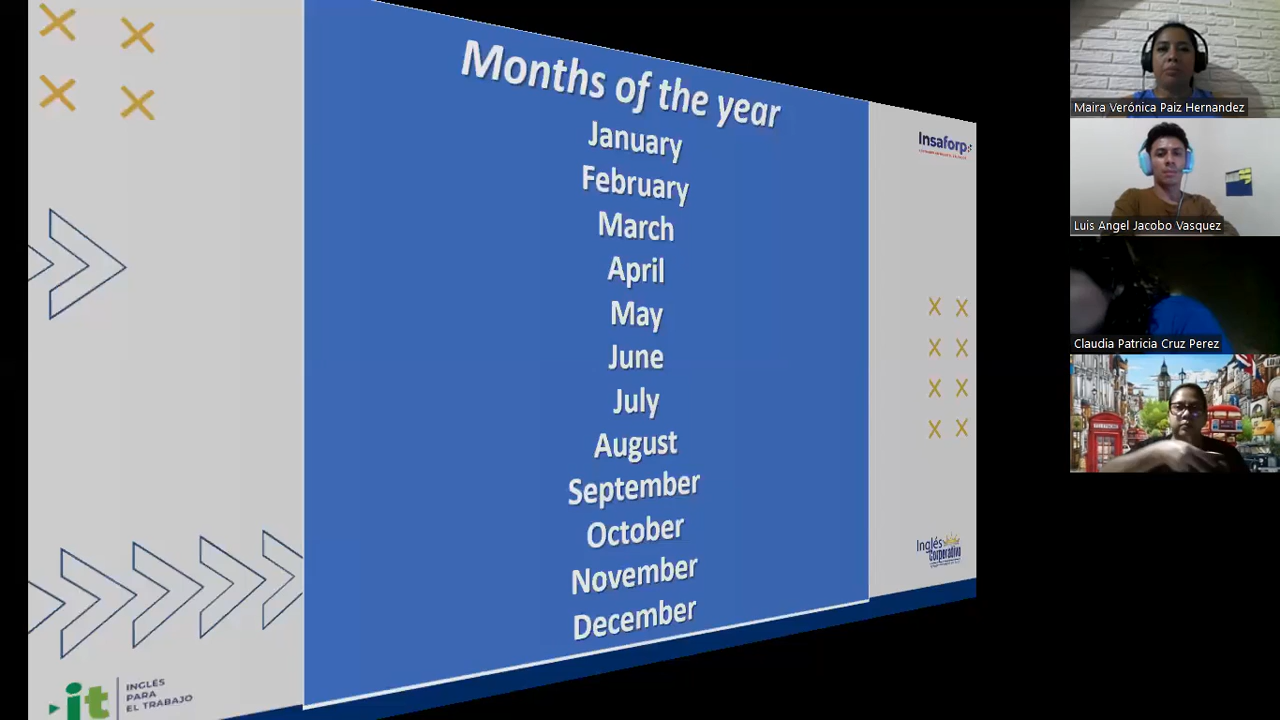 Months of the year
January
February
March
April
May
June
July
August
September
October
November
December
Insaforp
Inglés
Corporativo
it
INGLÉS
PARA
EL TRABAJO
Maira Verónica Paiz Hernandez
Luis Angel Jacobo Vasquez
Claudia Patricia Cruz Perez